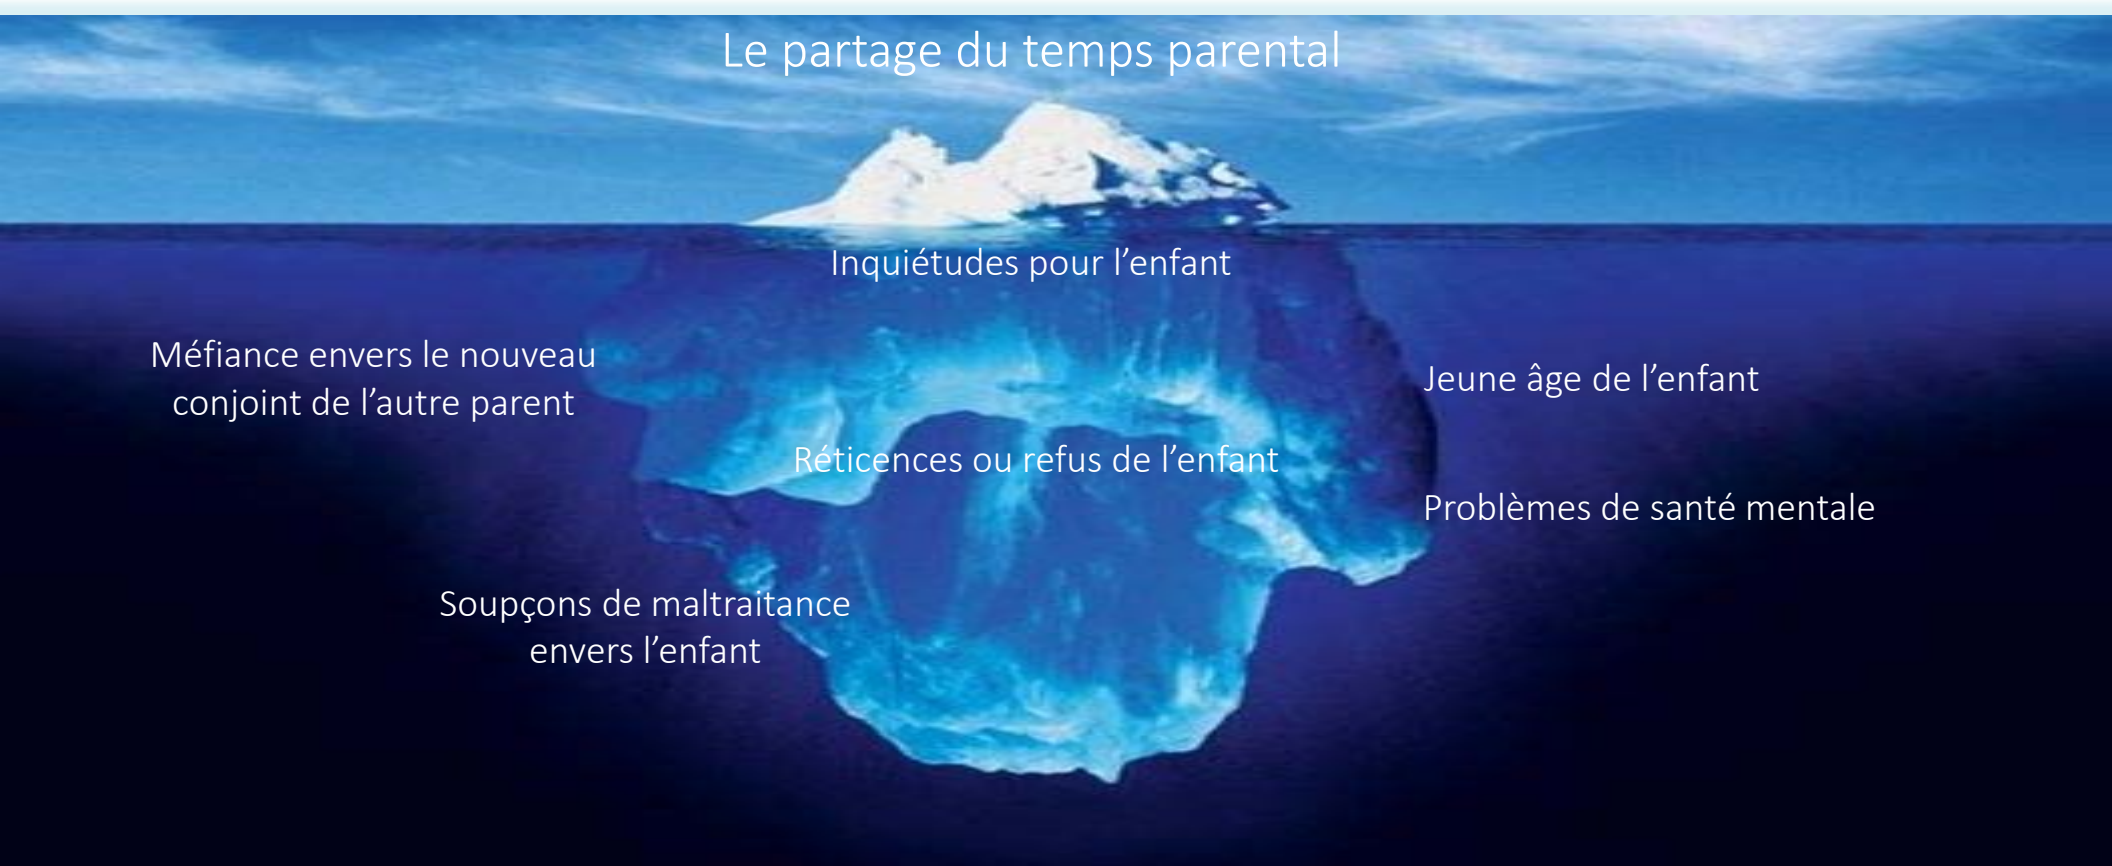 Le partage du temps parental
Inquiétudes pour l’enfant
Méfiance envers le nouveau
conjoint de l’autre parent
Jeune âge de l’enfant
Réticences ou refus de l’enfant
Problèmes de santé mentale
Soupçons de maltraitance
envers l’enfant